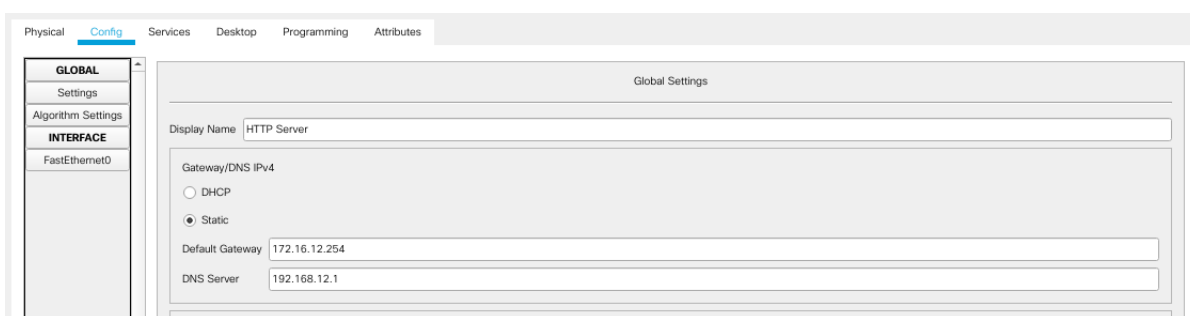 Physical Config Services Desktop Programming Attributes
GLOBAL
Settings
Algorithm Settings
INTERFACE
FastEthernet0
Global Settings
Display Name HTTP Server
Gateway/DNS IPv4
DHCP
Static
Default Gateway 172.16.12.254
DNS Server 192.168.12.1